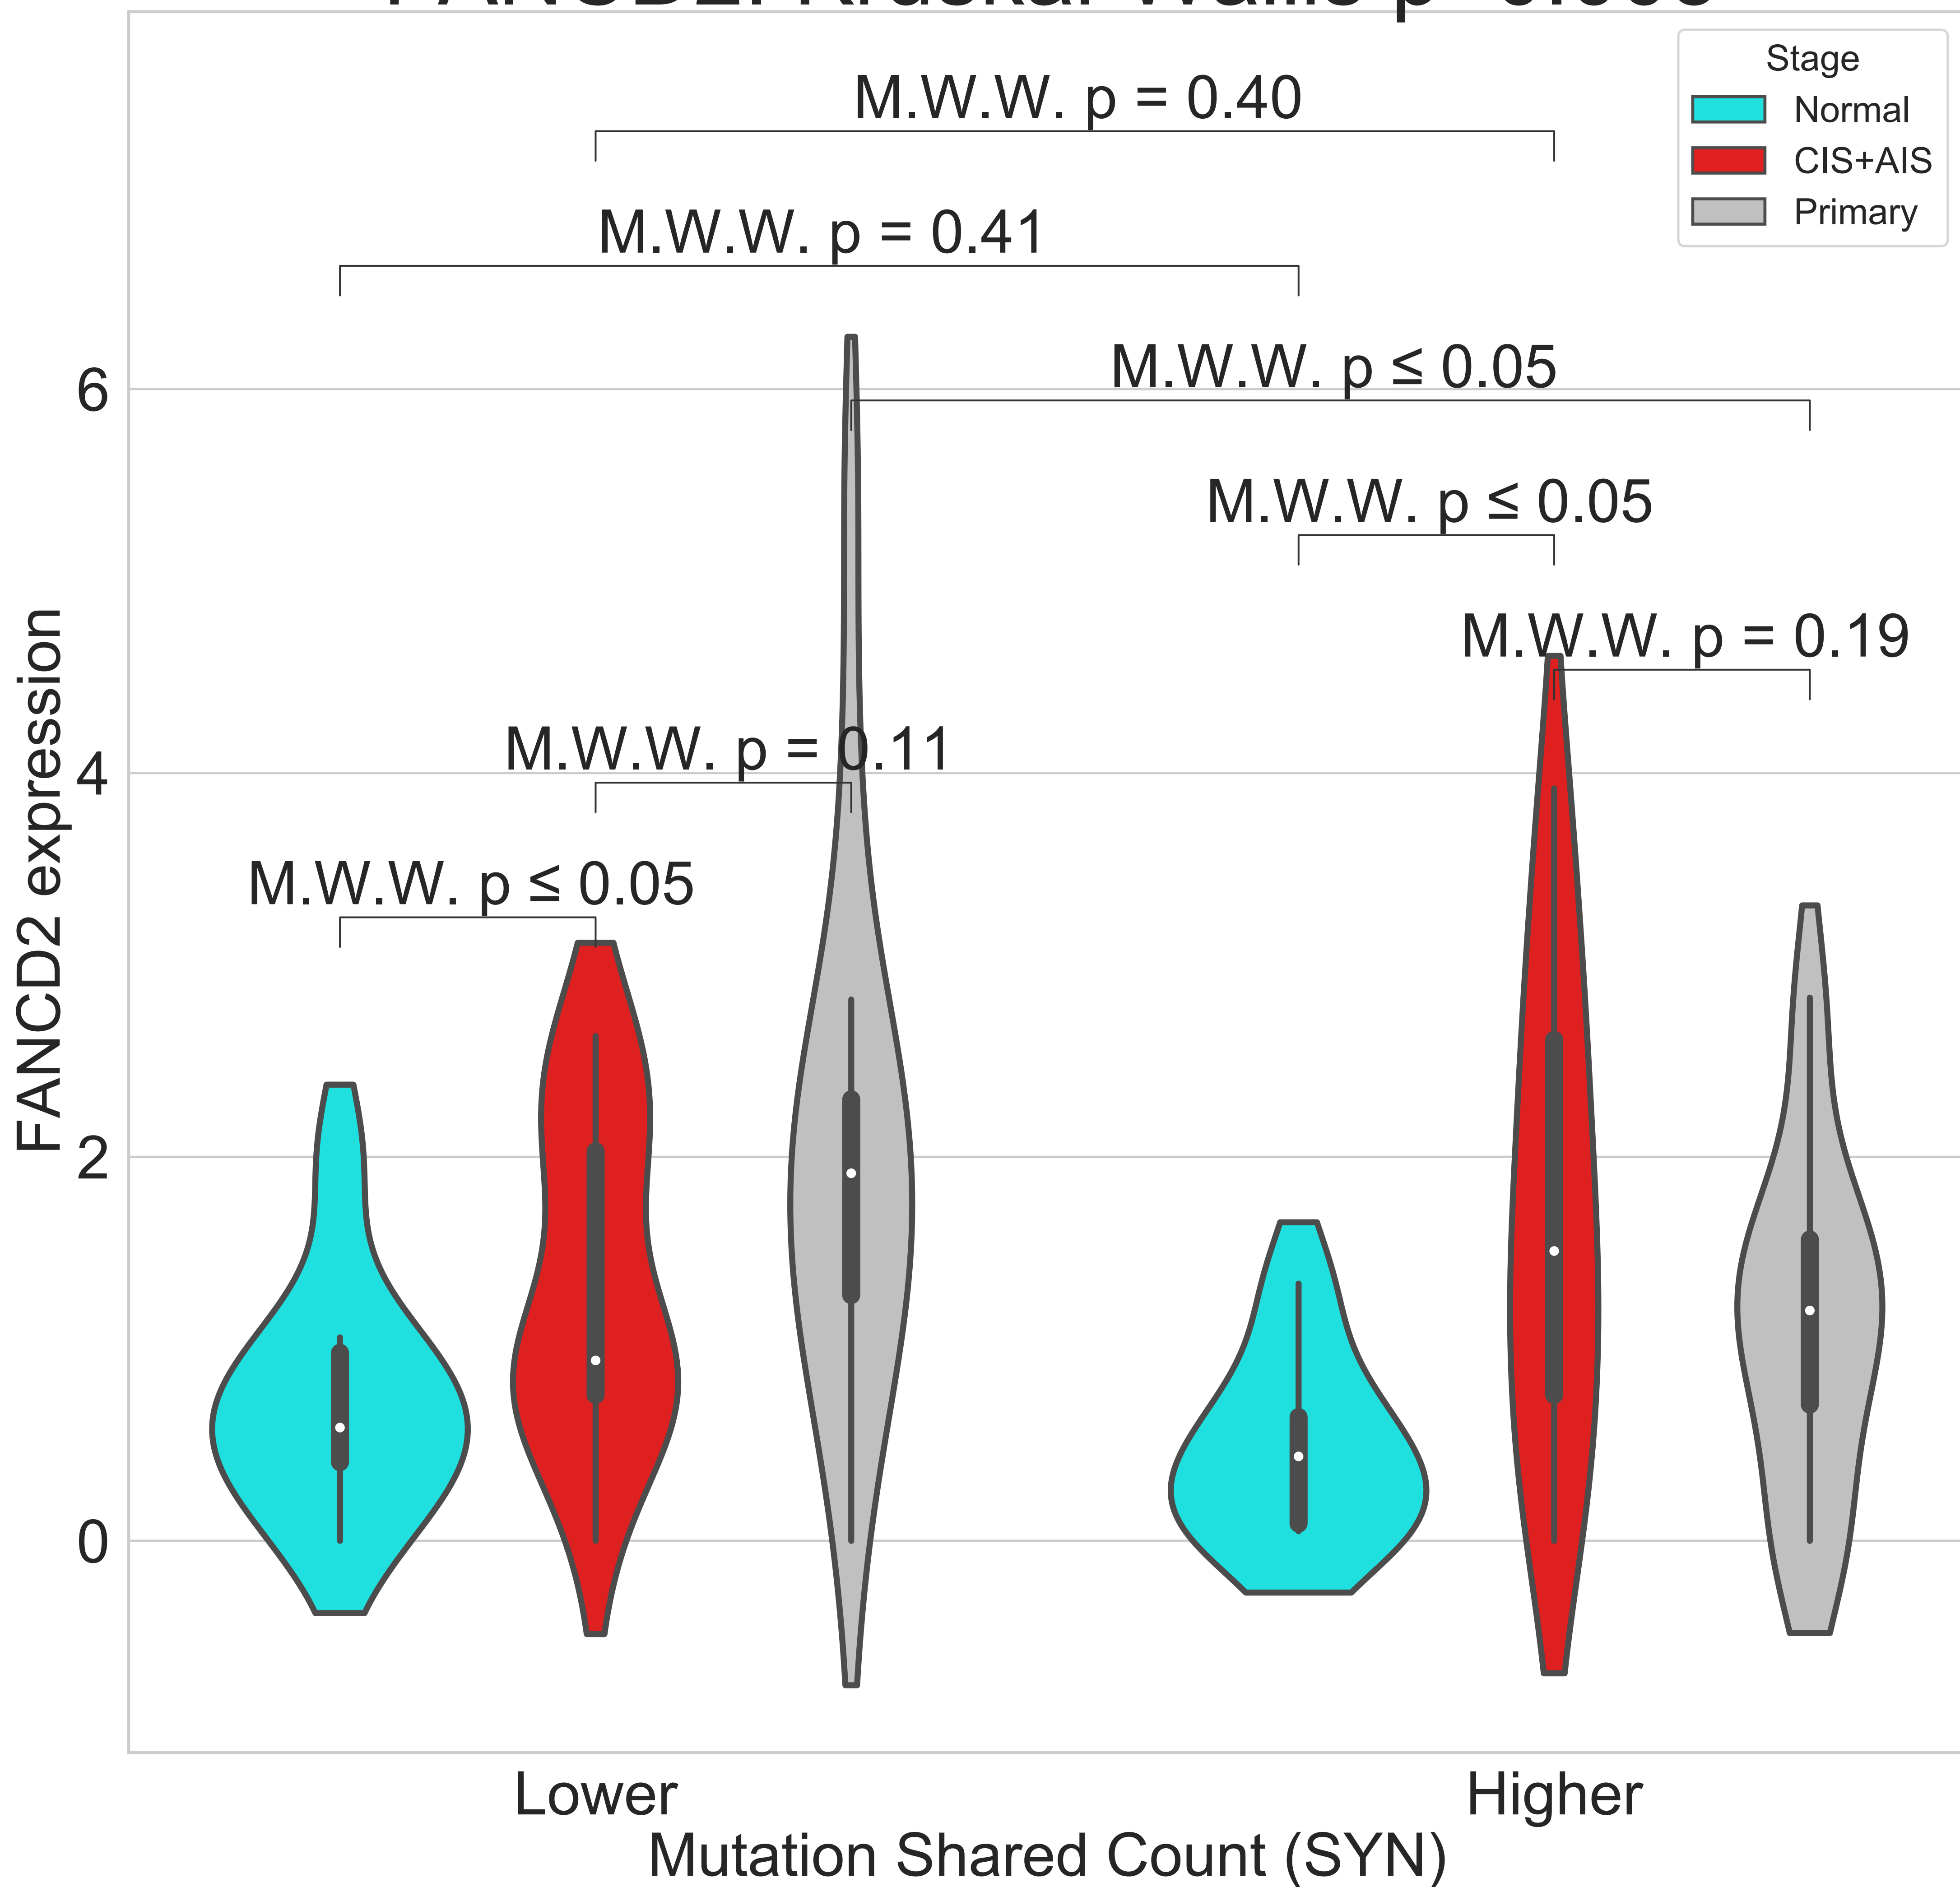 Stage
Normal
CIS+AIS
Primary
M.W.W. p = 0.40
M.W.W. p = 0.41
M.W.W. p ≤ 0.05
M.W.W. p ≤ 0.05
M.W.W. p = 0.19
M.W.W. p = 0.11
M.W.W. p ≤ 0.05
FANCD2 expression
6
4
2
0
Lower
Higher
Mutation Shared Count (SYN)